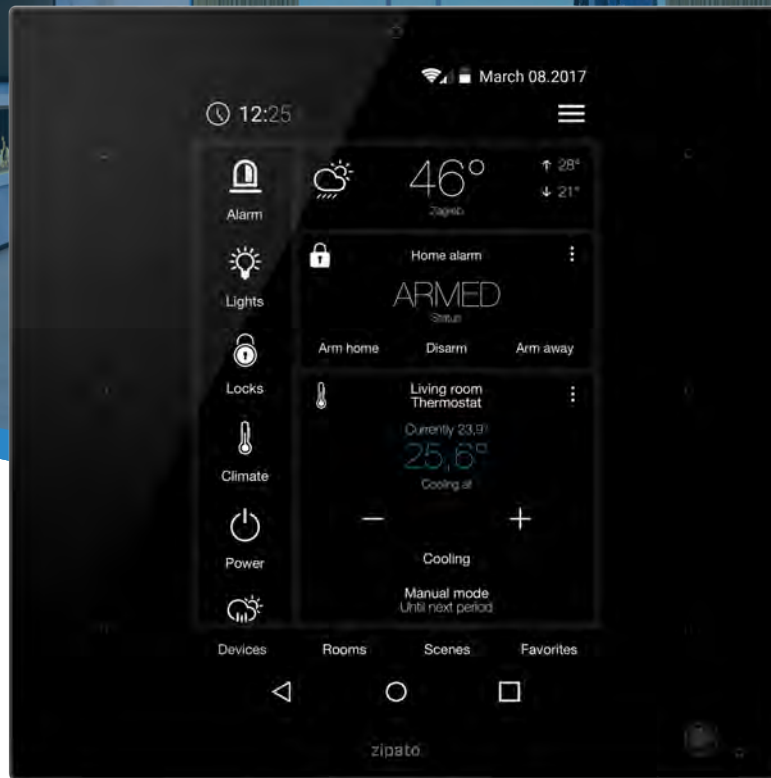 March 08.2017
12:25
Alarm
Lights
Locks
Climate
Power
46°
Zagreb
↑ 28°
↓ 21°
Home alarm
ARMED
Status
Arm home Disarm Arm away
Living room
Thermostat
Currently 23,9°
25,6°
Cooling at
− +
Cooling
Manual mode
Until next period
Devices Rooms Scenes Favorites
zipato